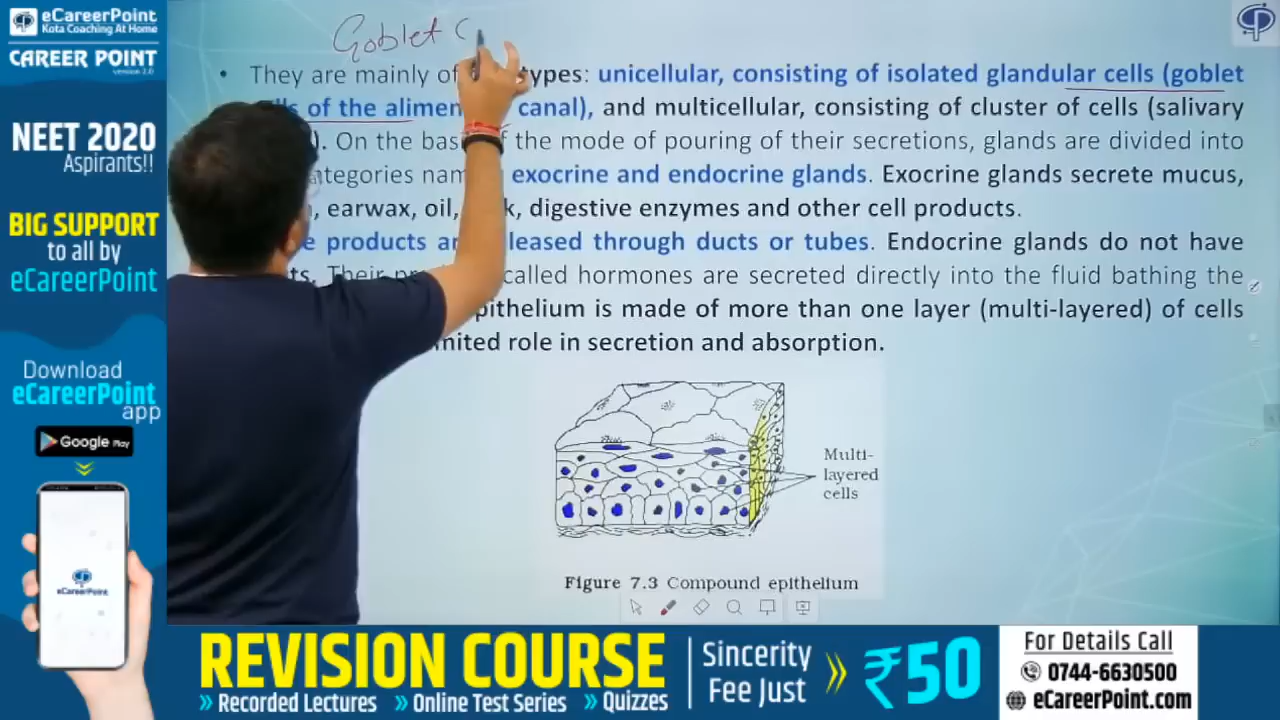 eCareerPoint
Kota Coaching At Home
CAREER POINT
version 2.0
NEET 2020
Aspirants!!
BIG SUPPORT
to all by
eCareerPoint
Download
eCareerPoint
app
Google Play
eCareerPoint
Goblet C
• They are mainly of types: unicellular, consisting of isolated glandular cells (goblet
of the alimen canal), and multicellular, consisting of cluster of cells (salivary
). On the basi the mode of pouring of their secretions, glands are divided into
ategories nam exocrine and endocrine glands. Exocrine glands secrete mucus,
, earwax, oil, k, digestive enzymes and other cell products.
e products ar leased through ducts or tubes. Endocrine glands do not have
ts. Their pr called hormones are secreted directly into the fluid bathing the
pithelium is made of more than one layer (multi-layered) of cells
mited role in secretion and absorption.
Multi-
layered
cells
Figure 7.3 Compound epithelium
REVISION COURSE
» Recorded Lectures » Online Test Series » Quizzes
Sincerity
Fee Just
» ₹50
For Details Call
0744-6630500
eCareerPoint.com